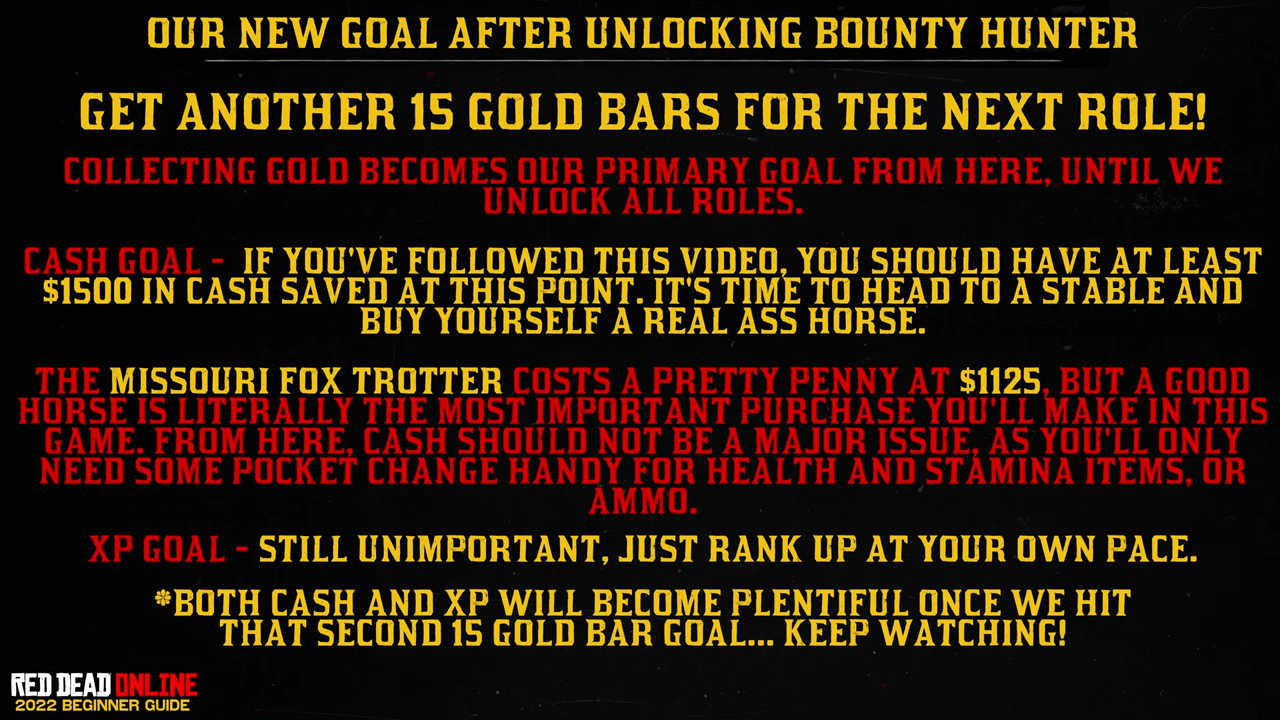 OUR NEW GOAL AFTER UNLOCKING BOUNTY HUNTER
GET ANOTHER 15 GOLD BARS FOR THE NEXT ROLE!
COLLECTING GOLD BECOMES OUR PRIMARY GOAL FROM HERE, UNTIL WE
UNLOCK ALL ROLES.
CASH GOAL - IF YOU'VE FOLLOWED THIS VIDEO, YOU SHOULD HAVE AT LEAST
$1500 IN CASH SAVED AT THIS POINT. IT'S TIME TO HEAD TO A STABLE AND
BUY YOURSELF A REAL ASS HORSE.
THE MISSOURI FOX TROTTER COSTS A PRETTY PENNY AT $1125, BUT A GOOD
HORSE IS LITERALLY THE MOST IMPORTANT PURCHASE YOU'LL MAKE IN THIS
GAME. FROM HERE, CASH SHOULD NOT BE A MAJOR ISSUE, AS YOU'LL ONLY
NEED SOME POCKET CHANGE HANDY FOR HEALTH AND STAMINA ITEMS, OR
AMMO.
XP GOAL - STILL UNIMPORTANT, JUST RANK UP AT YOUR OWN PACE.
*BOTH CASH AND XP WILL BECOME PLENTIFUL ONCE WE HIT
THAT SECOND 15 GOLD BAR GOAL... KEEP WATCHING!
RED DEAD ONLINE
2022 BEGINNER GUIDE